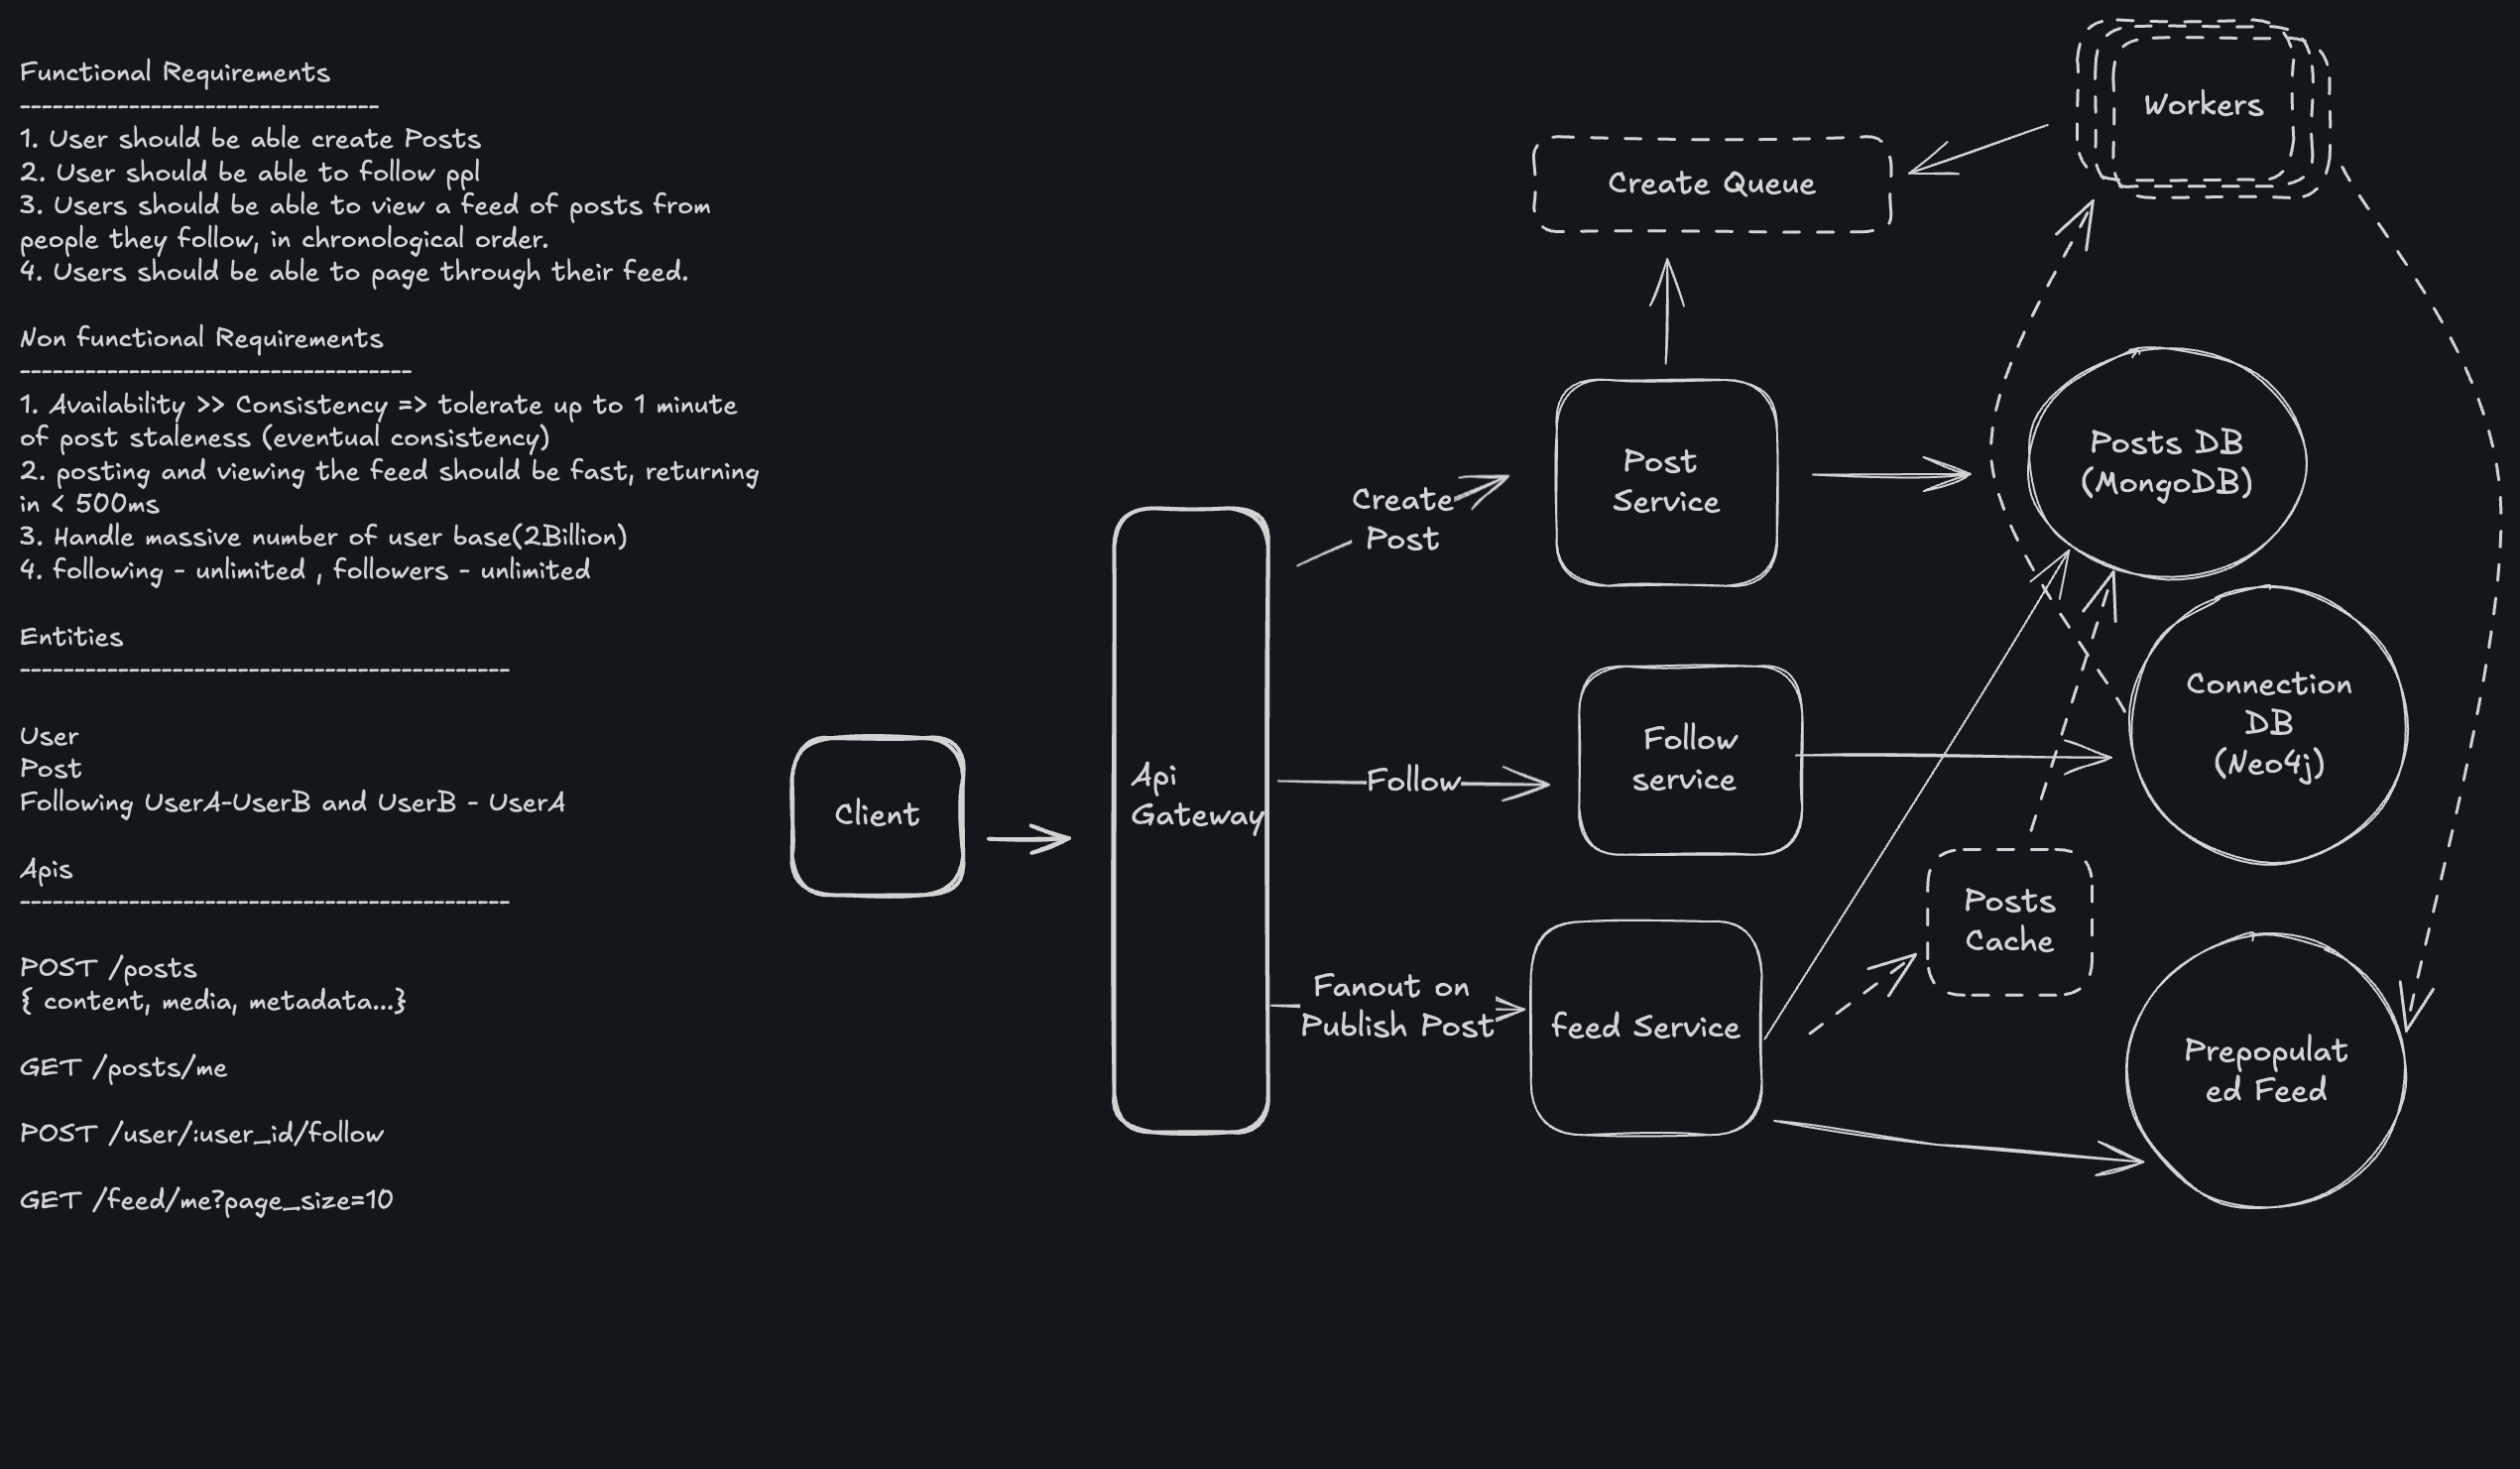 Functional Requirements
---------------------------------
1. User should be able create Posts
2. User should be able to follow ppl
3. Users should be able to view a feed of posts from
people they follow, in chronological order.
4. Users should be able to page through their feed.
Non functional Requirements
------------------------------------
1. Availability >> Consistency => tolerate up to 1 minute
of post staleness (eventual consistency)
2. posting and viewing the feed should be fast, returning
in < 500ms
3. Handle massive number of user base(2Billion)
4. following - unlimited , followers - unlimited
Entities
---------------------------------------------
User
Post
Following UserA-UserB and UserB - UserA
Apis
---------------------------------------------
POST /posts
{ content, media, metadata...}
GET /posts/me
POST /user/:user_id/follow
GET /feed/me?page_size=10
Client
Api
Gateway
Create
Post
Follow
Fanout on
Publish Post
Create Queue
Workers
Post
Service
Posts DB
(MongoDB)
Follow
service
Connection
DB
(Neo4j)
Posts
Cache
feed Service
Prepopulat
ed Feed